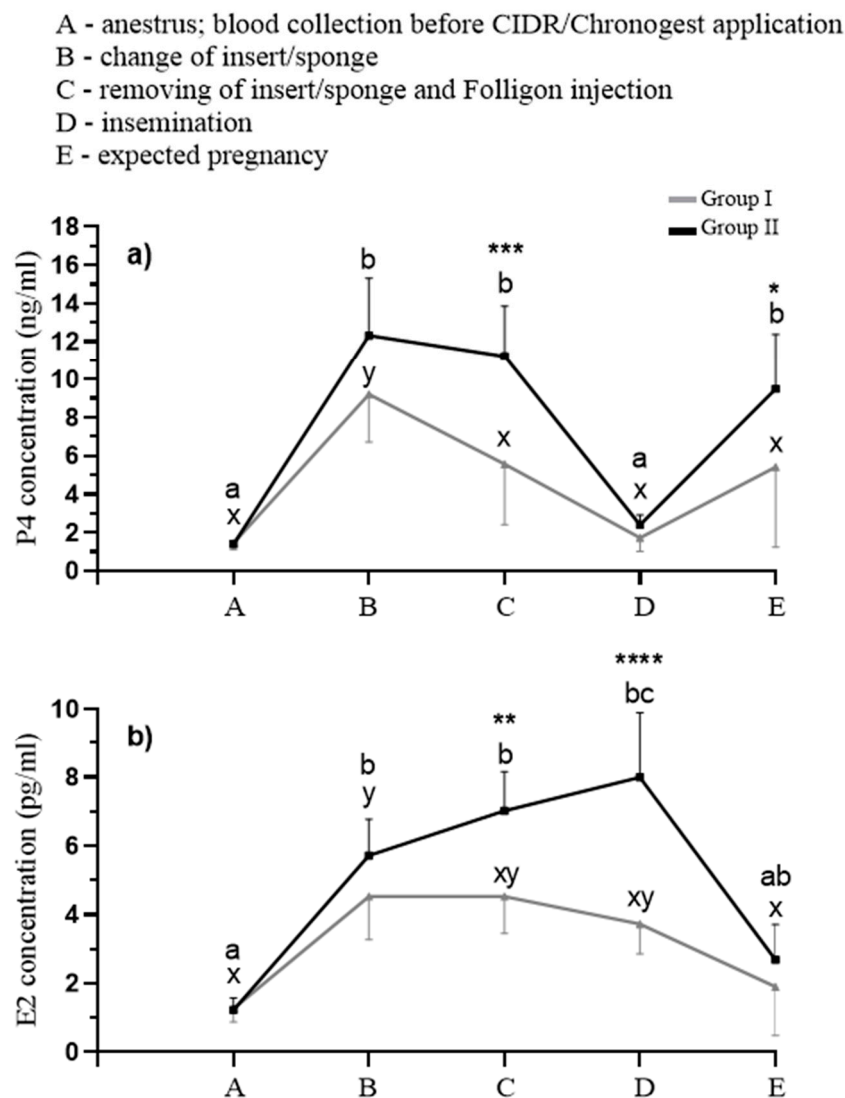 A - anestrus; blood collection before CIDR/Chronogest application
B - change of insert/sponge
C - removing of insert/sponge and Folligon injection
D - insemination
E - expected pregnancy
Group I
Group II
a)
P4 concentration (ng/ml)
18
16
14
12
10
8
6
4
2
0
a
x
b
y
***
b
x
a
x
*
b
x
A B C D E
b)
E2 concentration (pg/ml)
10
8
6
4
2
0
a
x
b
y
**
b
xy
****
bc
xy
ab
x
A B C D E